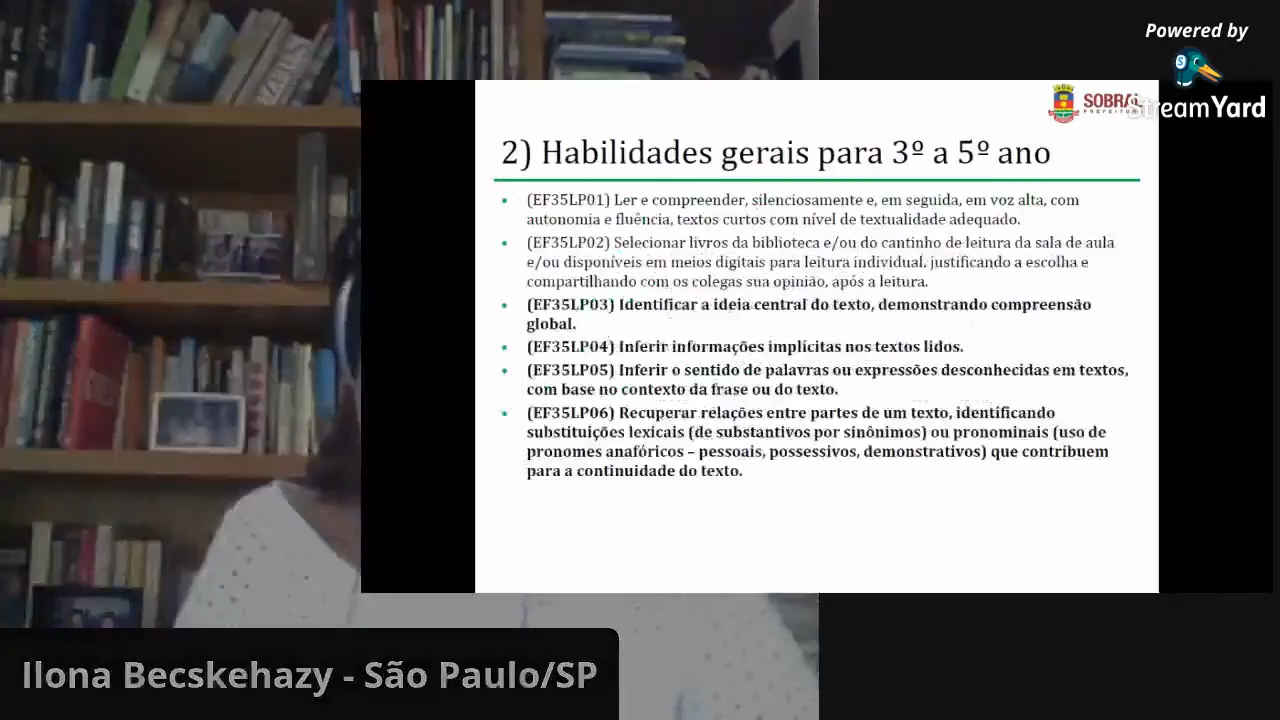 Powered by
StreamYard
SOBRAL
PREFEITURA
2) Habilidades gerais para 3º a 5º ano
• (EF35LP01) Ler e compreender, silenciosamente e, em seguida, em voz alta, com
autonomia e fluência, textos curtos com nível de textualidade adequado.
• (EF35LP02) Selecionar livros da biblioteca e/ou do cantinho de leitura da sala de aula
e/ou disponíveis em meios digitais para leitura individual, justificando a escolha e
compartilhando com os colegas sua opinião, após a leitura.
• (EF35LP03) Identificar a ideia central do texto, demonstrando compreensão
global.
• (EF35LP04) Inferir informações implícitas nos textos lidos.
• (EF35LP05) Inferir o sentido de palavras ou expressões desconhecidas em textos,
com base no contexto da frase ou do texto.
• (EF35LP06) Recuperar relações entre partes de um texto, identificando
substituições lexicais (de substantivos por sinônimos) ou pronominais (uso de
pronomes anafóricos – pessoais, possessivos, demonstrativos) que contribuem
para a continuidade do texto.
Ilona Becskehazy - São Paulo/SP